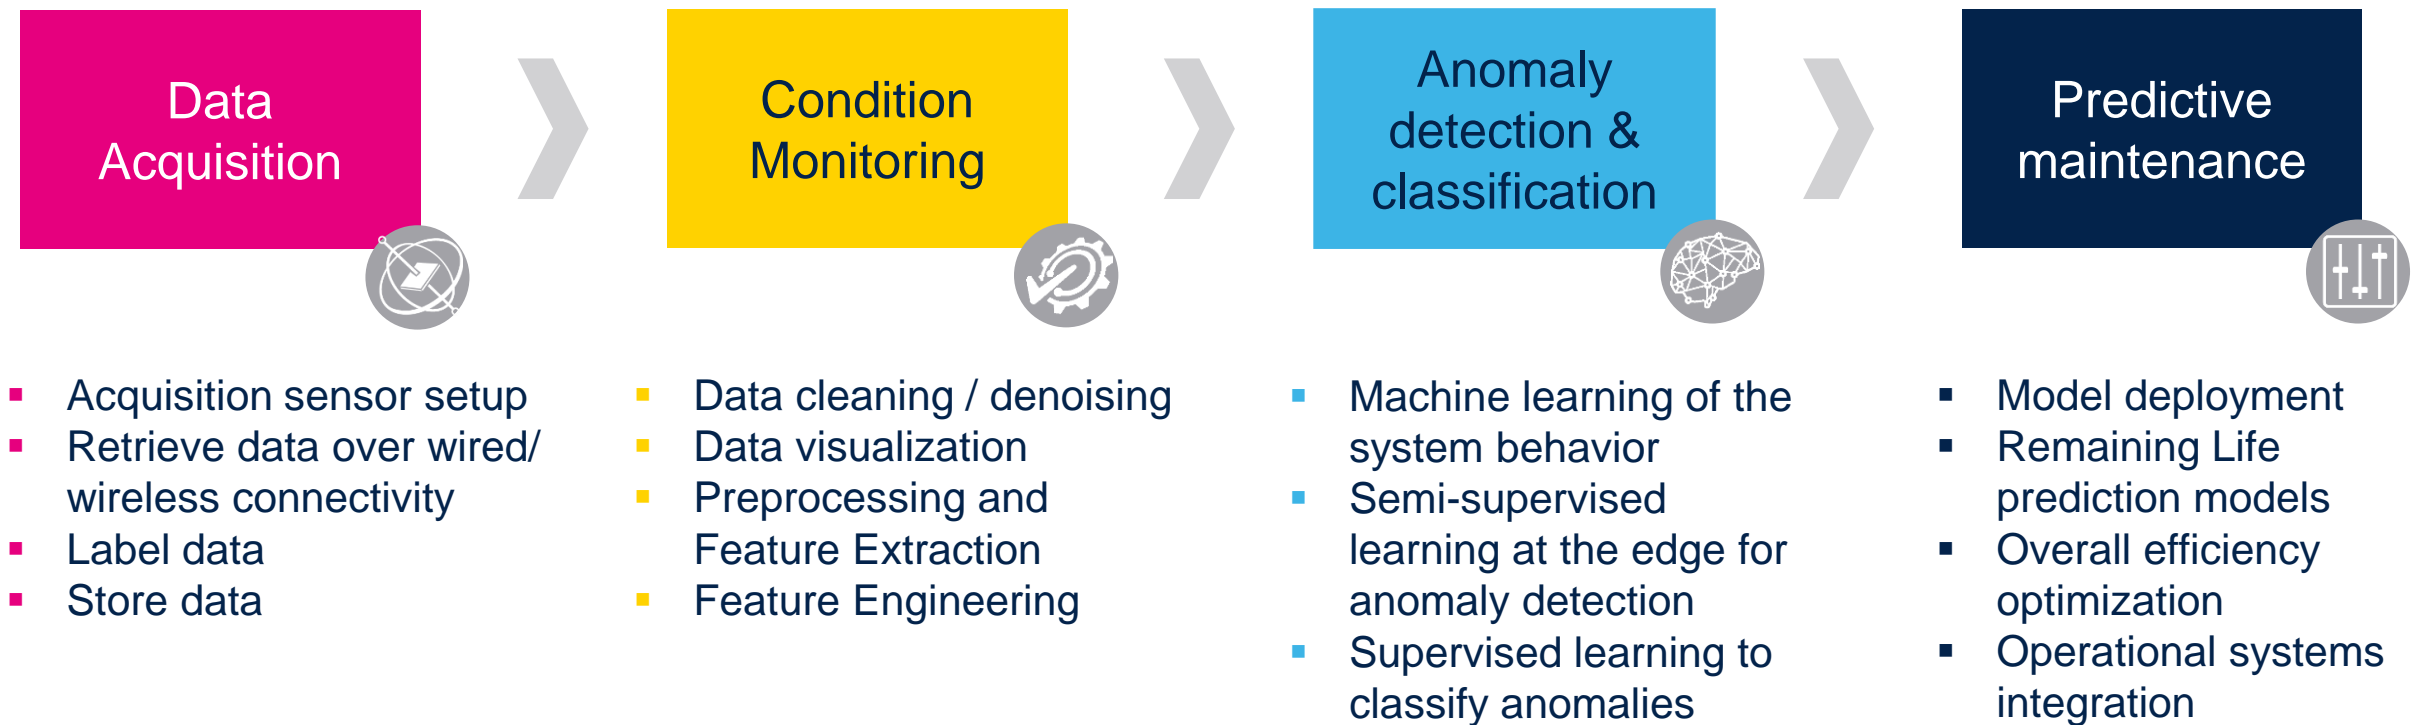 Data
Acquisition
Condition
Monitoring
Anomaly
detection &
classification
Predictive
maintenance
▪ Acquisition sensor setup
▪ Retrieve data over wired/
wireless connectivity
▪ Label data
▪ Store data
▪ Data cleaning / denoising
▪ Data visualization
▪ Preprocessing and
Feature Extraction
▪ Feature Engineering
▪ Machine learning of the
system behavior
▪ Semi-supervised
learning at the edge for
anomaly detection
▪ Supervised learning to
classify anomalies
▪ Model deployment
▪ Remaining Life
prediction models
▪ Overall efficiency
optimization
▪ Operational systems
integration